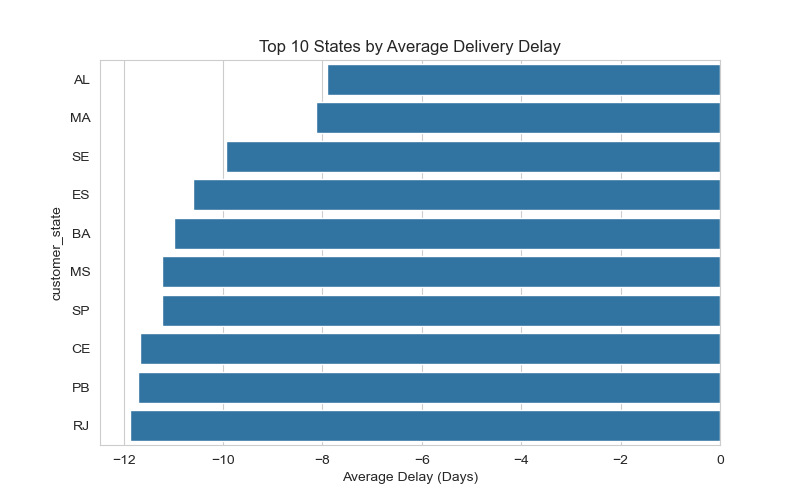 Top 10 States by Average Delivery Delay
AL
MA
SE
ES
BA
MS
SP
CE
PB
RJ
customer_state
−12 −10 −8 −6 −4 −2 0
Average Delay (Days)